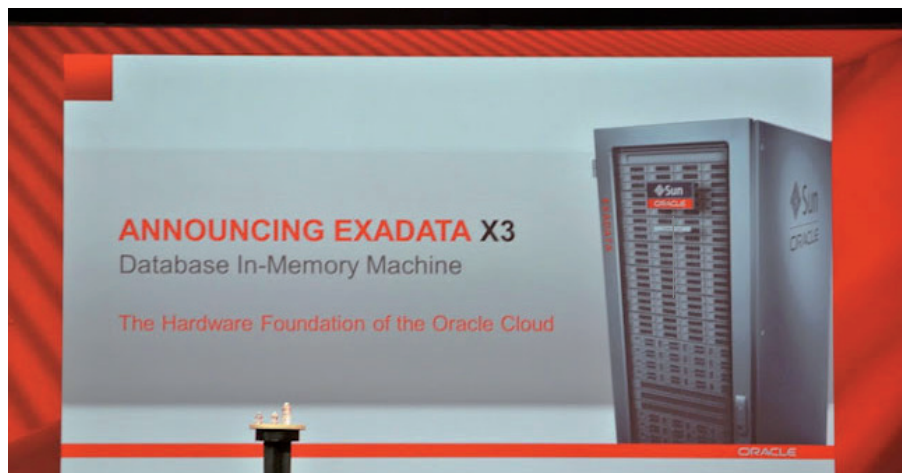 ANNOUNCING EXADATA X3
Database In-Memory Machine
The Hardware Foundation of the Oracle Cloud
Sun
ORACLE
Sun
ORACLE
ORACLE